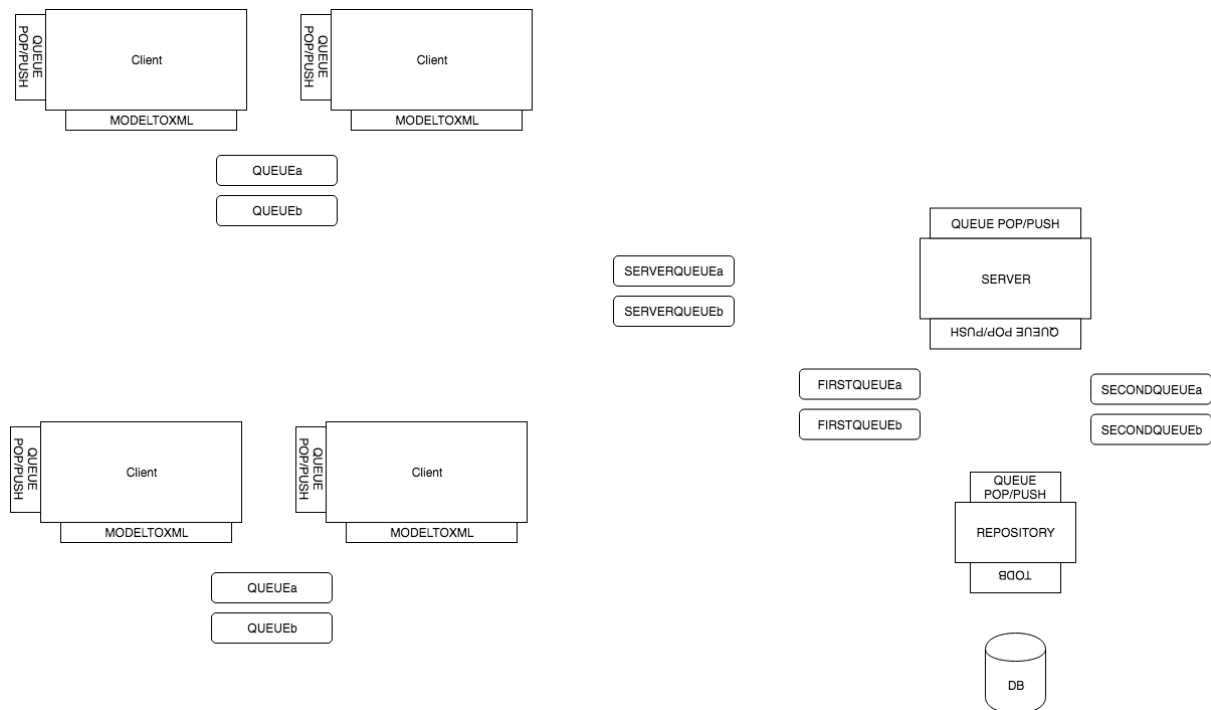 QUEUE
POP/PUSH
Client
MODELTOXML
QUEUE
POP/PUSH
Client
MODELTOXML
QUEUEa
QUEUEb
SERVERQUEUEa
SERVERQUEUEb
QUEUE POP/PUSH
SERVER
QUEUE POP/PUSH
FIRSTQUEUEa
FIRSTQUEUEb
SECONDQUEUEa
SECONDQUEUEb
QUEUE
POP/PUSH
Client
MODELTOXML
QUEUE
POP/PUSH
Client
MODELTOXML
QUEUEa
QUEUEb
QUEUE
POP/PUSH
REPOSITORY
TODB
DB